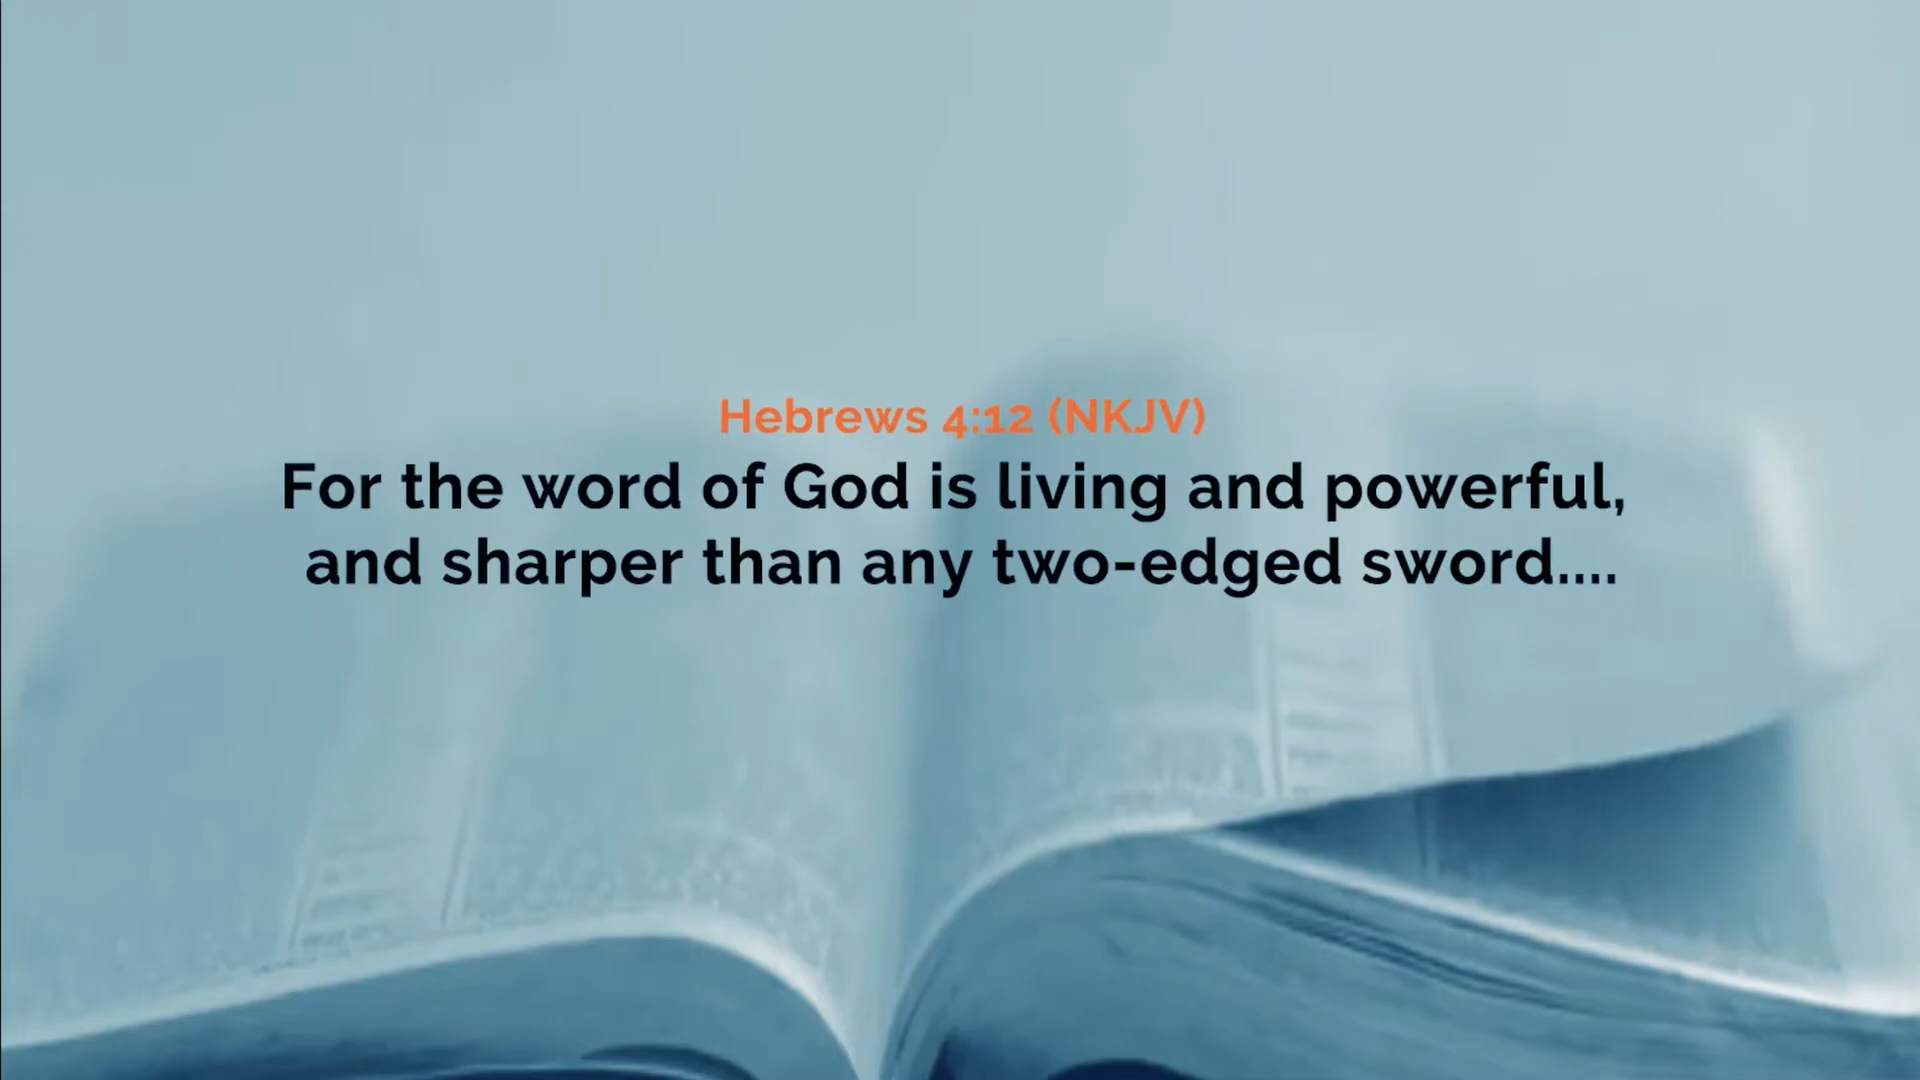 Hebrews 4:12 (NKJV)
For the word of God is living and powerful,
and sharper than any two-edged sword....